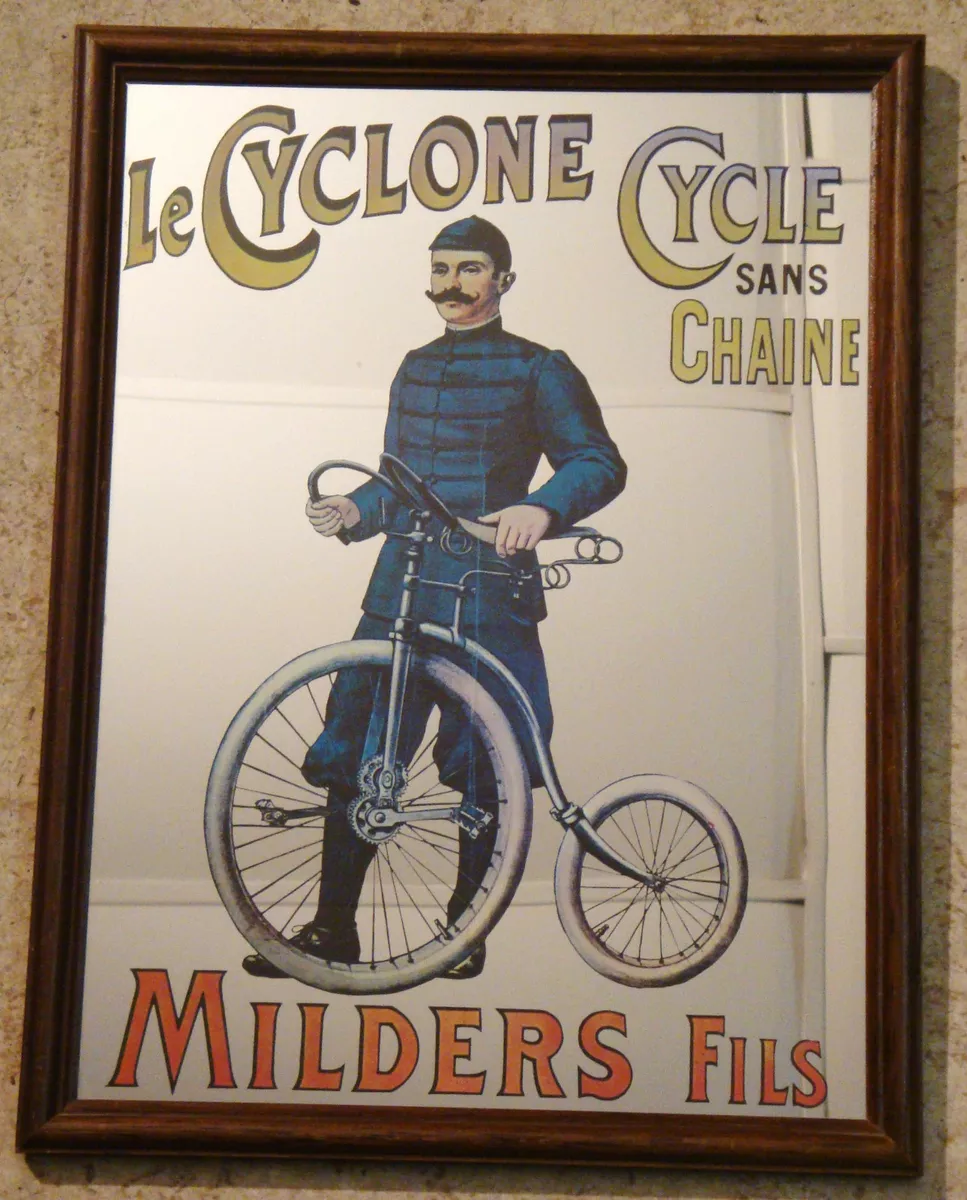 Le CYCLONE
CYCLE
SANS
CHAINE
MILDERS FILS